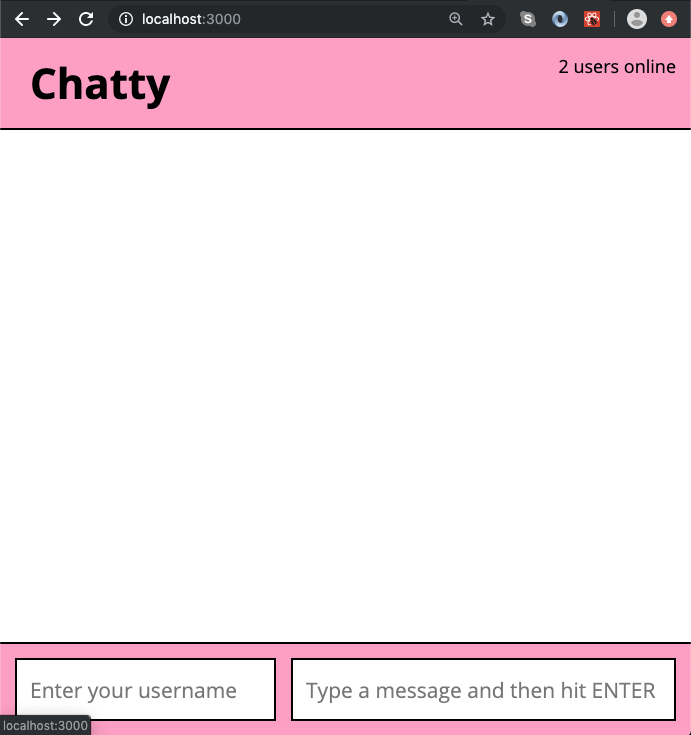 localhost:3000
S
Chatty
2 users online
Enter your username
Type a message and then hit ENTER
localhost:3000